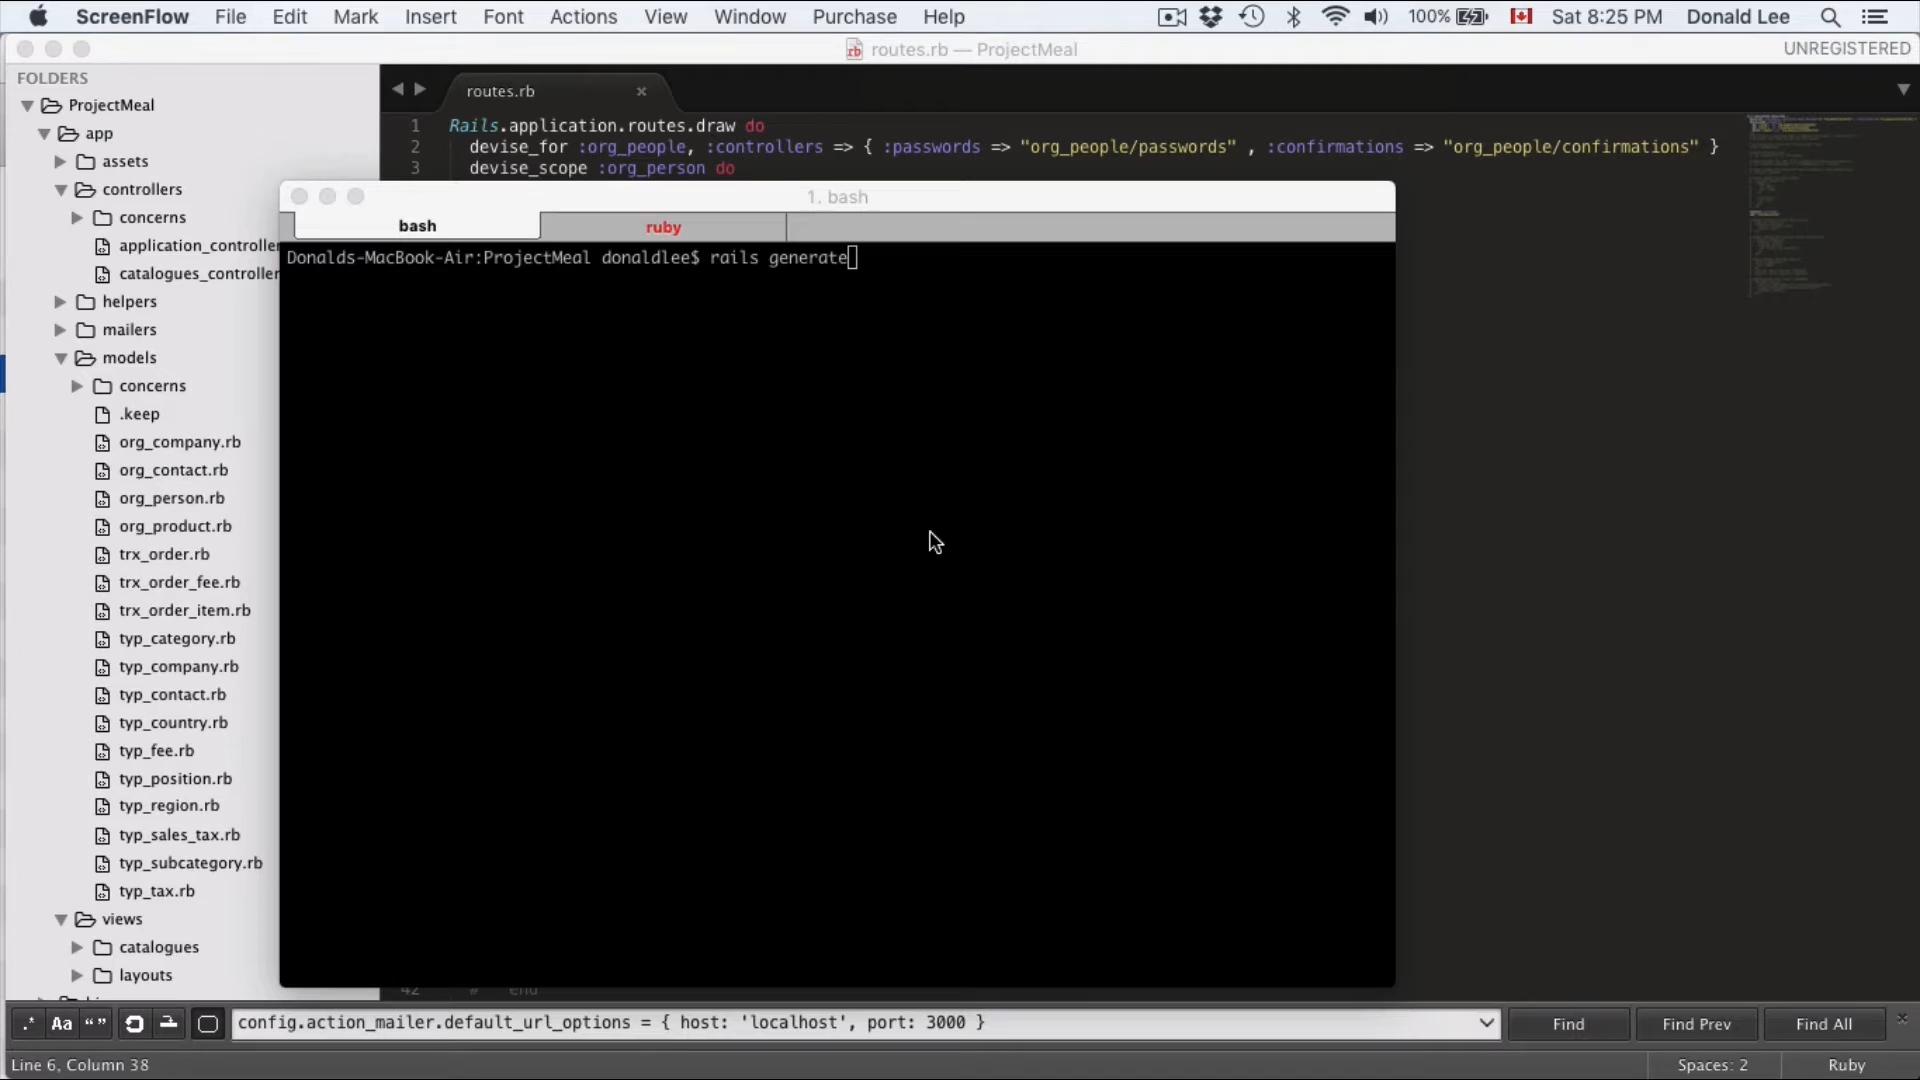 ScreenFlow File Edit Mark Insert Font Actions View Window Purchase Help 100% Sat 8:25 PM Donald Lee
routes.rb — ProjectMeal UNREGISTERED
FOLDERS
ProjectMeal
app
assets
controllers
concerns
application_controller
catalogues_controller
helpers
mailers
models
concerns
.keep
org_company.rb
org_contact.rb
org_person.rb
org_product.rb
trx_order.rb
trx_order_fee.rb
trx_order_item.rb
typ_category.rb
typ_company.rb
typ_contact.rb
typ_country.rb
typ_fee.rb
typ_position.rb
typ_region.rb
typ_sales_tax.rb
typ_subcategory.rb
typ_tax.rb
views
catalogues
layouts
routes.rb
1 Rails.application.routes.draw do
2 devise_for :org_people, :controllers => { :passwords => "org_people/passwords" , :confirmations => "org_people/confirmations" }
3 devise_scope :org_person do
1. bash
bash ruby
Donalds-MacBook-Air:ProjectMeal donaldlee$ rails generate
42 # end
.* Aa “ ” config.action_mailer.default_url_options = { host: 'localhost', port: 3000 } Find Find Prev Find All
Line 6, Column 38 Spaces: 2 Ruby